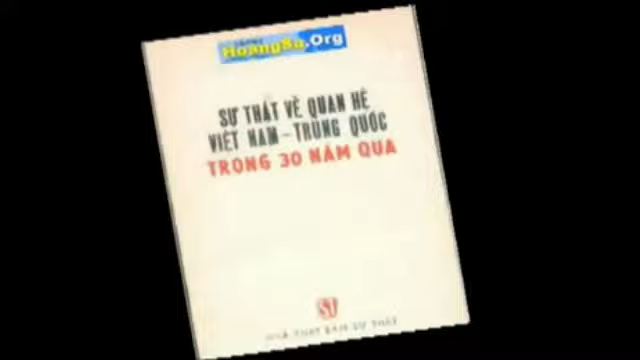 HoangSa.Org
SỰ THẬT VỀ QUAN HỆ
VIỆT NAM - TRUNG QUỐC
TRONG 30 NĂM QUA
ST
NHÀ XUẤT BẢN SỰ THẬT